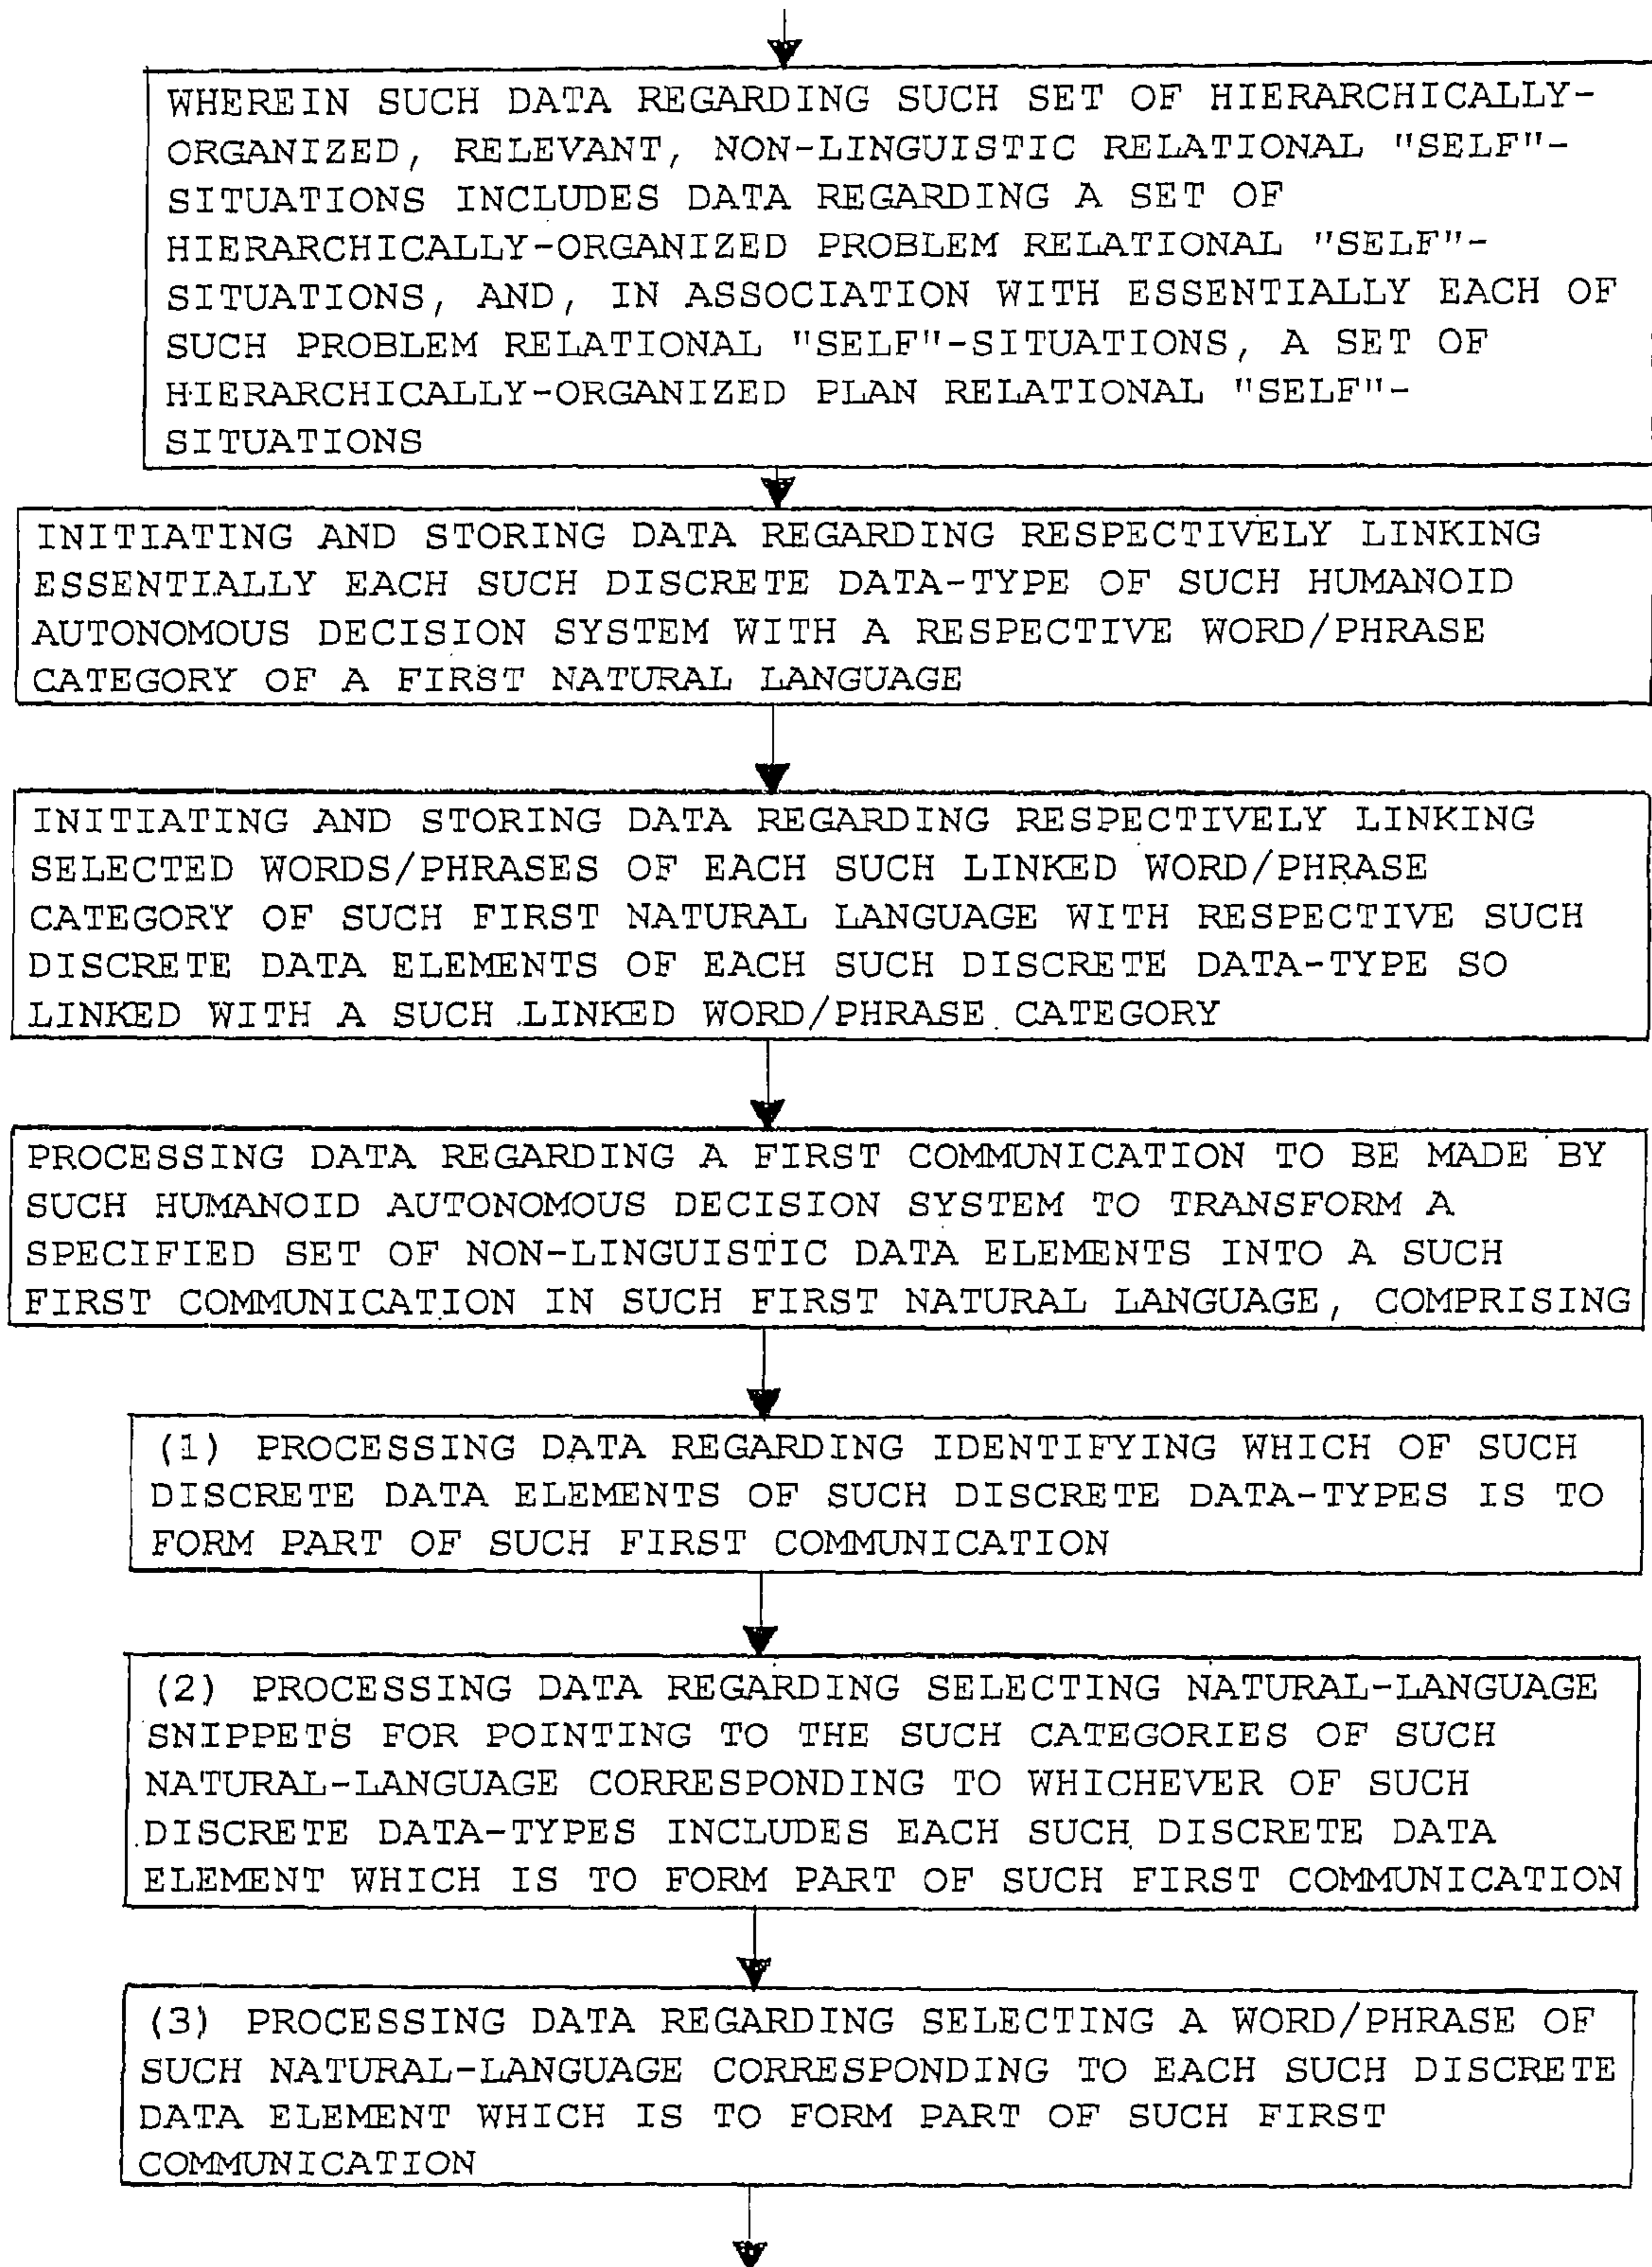 WHEREIN SUCH DATA REGARDING SUCH SET OF HIERARCHICALLY-
ORGANIZED, RELEVANT, NON-LINGUISTIC RELATIONAL "SELF"-
SITUATIONS INCLUDES DATA REGARDING A SET OF
HIERARCHICALLY-ORGANIZED PROBLEM RELATIONAL "SELF"-
SITUATIONS, AND, IN ASSOCIATION WITH ESSENTIALLY EACH OF
SUCH PROBLEM RELATIONAL "SELF"-SITUATIONS, A SET OF
HIERARCHICALLY-ORGANIZED PLAN RELATIONAL "SELF"-
SITUATIONS
INITIATING AND STORING DATA REGARDING RESPECTIVELY LINKING
ESSENTIALLY EACH SUCH DISCRETE DATA-TYPE OF SUCH HUMANOID
AUTONOMOUS DECISION SYSTEM WITH A RESPECTIVE WORD/PHRASE
CATEGORY OF A FIRST NATURAL LANGUAGE
INITIATING AND STORING DATA REGARDING RESPECTIVELY LINKING
SELECTED WORDS/PHRASES OF EACH SUCH LINKED WORD/PHRASE
CATEGORY OF SUCH FIRST NATURAL LANGUAGE WITH RESPECTIVE SUCH
DISCRETE DATA ELEMENTS OF EACH SUCH DISCRETE DATA-TYPE SO
LINKED WITH A SUCH LINKED WORD/PHRASE CATEGORY
PROCESSING DATA REGARDING A FIRST COMMUNICATION TO BE MADE BY
SUCH HUMANOID AUTONOMOUS DECISION SYSTEM TO TRANSFORM A
SPECIFIED SET OF NON-LINGUISTIC DATA ELEMENTS INTO A SUCH
FIRST COMMUNICATION IN SUCH FIRST NATURAL LANGUAGE, COMPRISING
(1) PROCESSING DATA REGARDING IDENTIFYING WHICH OF SUCH
DISCRETE DATA ELEMENTS OF SUCH DISCRETE DATA-TYPES IS TO
FORM PART OF SUCH FIRST COMMUNICATION
(2) PROCESSING DATA REGARDING SELECTING NATURAL-LANGUAGE
SNIPPETS FOR POINTING TO THE SUCH CATEGORIES OF SUCH
NATURAL-LANGUAGE CORRESPONDING TO WHICHEVER OF SUCH
DISCRETE DATA-TYPES INCLUDES EACH SUCH DISCRETE DATA
ELEMENT WHICH IS TO FORM PART OF SUCH FIRST COMMUNICATION
(3) PROCESSING DATA REGARDING SELECTING A WORD/PHRASE OF
SUCH NATURAL-LANGUAGE CORRESPONDING TO EACH SUCH DISCRETE
DATA ELEMENT WHICH IS TO FORM PART OF SUCH FIRST
COMMUNICATION